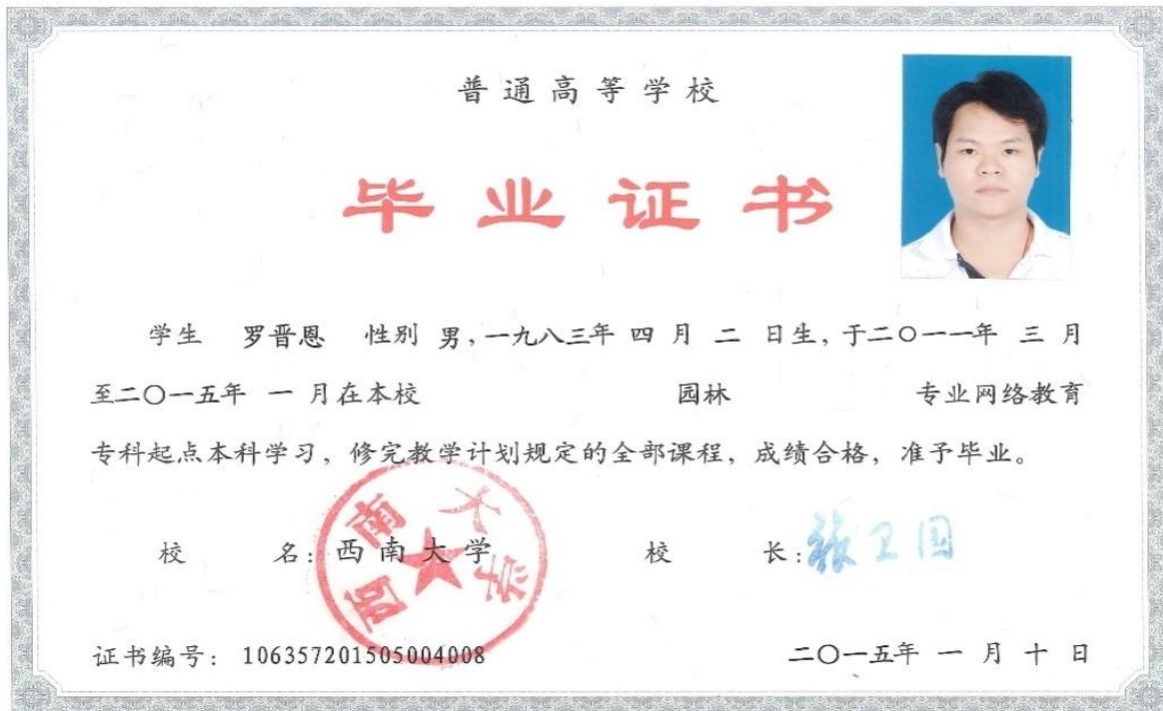 普通高等学校
毕业证书
学生 罗晋恩 性别 男,一九八三年 四 月 二 日生,于二〇一一年 三 月
至二〇一五年 一 月在本校 园林 专业网络教育
专科起点本科学习,修完教学计划规定的全部课程,成绩合格,准予毕业。
校 名:西南大学 校 长:张卫国
西南大学
证书编号:106357201505004008 二〇一五年 一 月 十 日